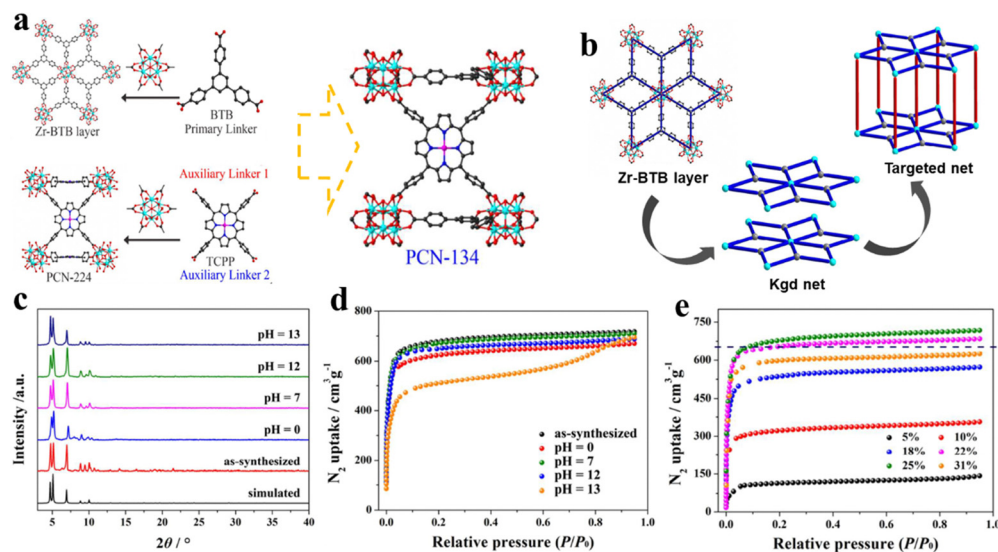 a
Zr-BTB layer
BTB
Primary Linker
Auxiliary Linker 1
PCN-224
TCPP
Auxiliary Linker 2
PCN-134
b
Zr-BTB layer
Kgd net
Targeted net
c
Intensity /a.u.
pH = 13
pH = 12
pH = 7
pH = 0
as-synthesized
simulated
5 10 15 20 25 30 35 40
2θ / °
d
N₂ uptake / cm³g⁻¹
800
600
400
200
0
as-synthesized
pH = 0
pH = 7
pH = 12
pH = 13
0.0 0.2 0.4 0.6 0.8 1.0
Relative pressure (P/P₀)
e
N₂ uptake / cm³g⁻¹
750
600
450
300
150
0
5% 10%
18% 22%
25% 31%
0.0 0.2 0.4 0.6 0.8 1.0
Relative pressure (P/P₀)